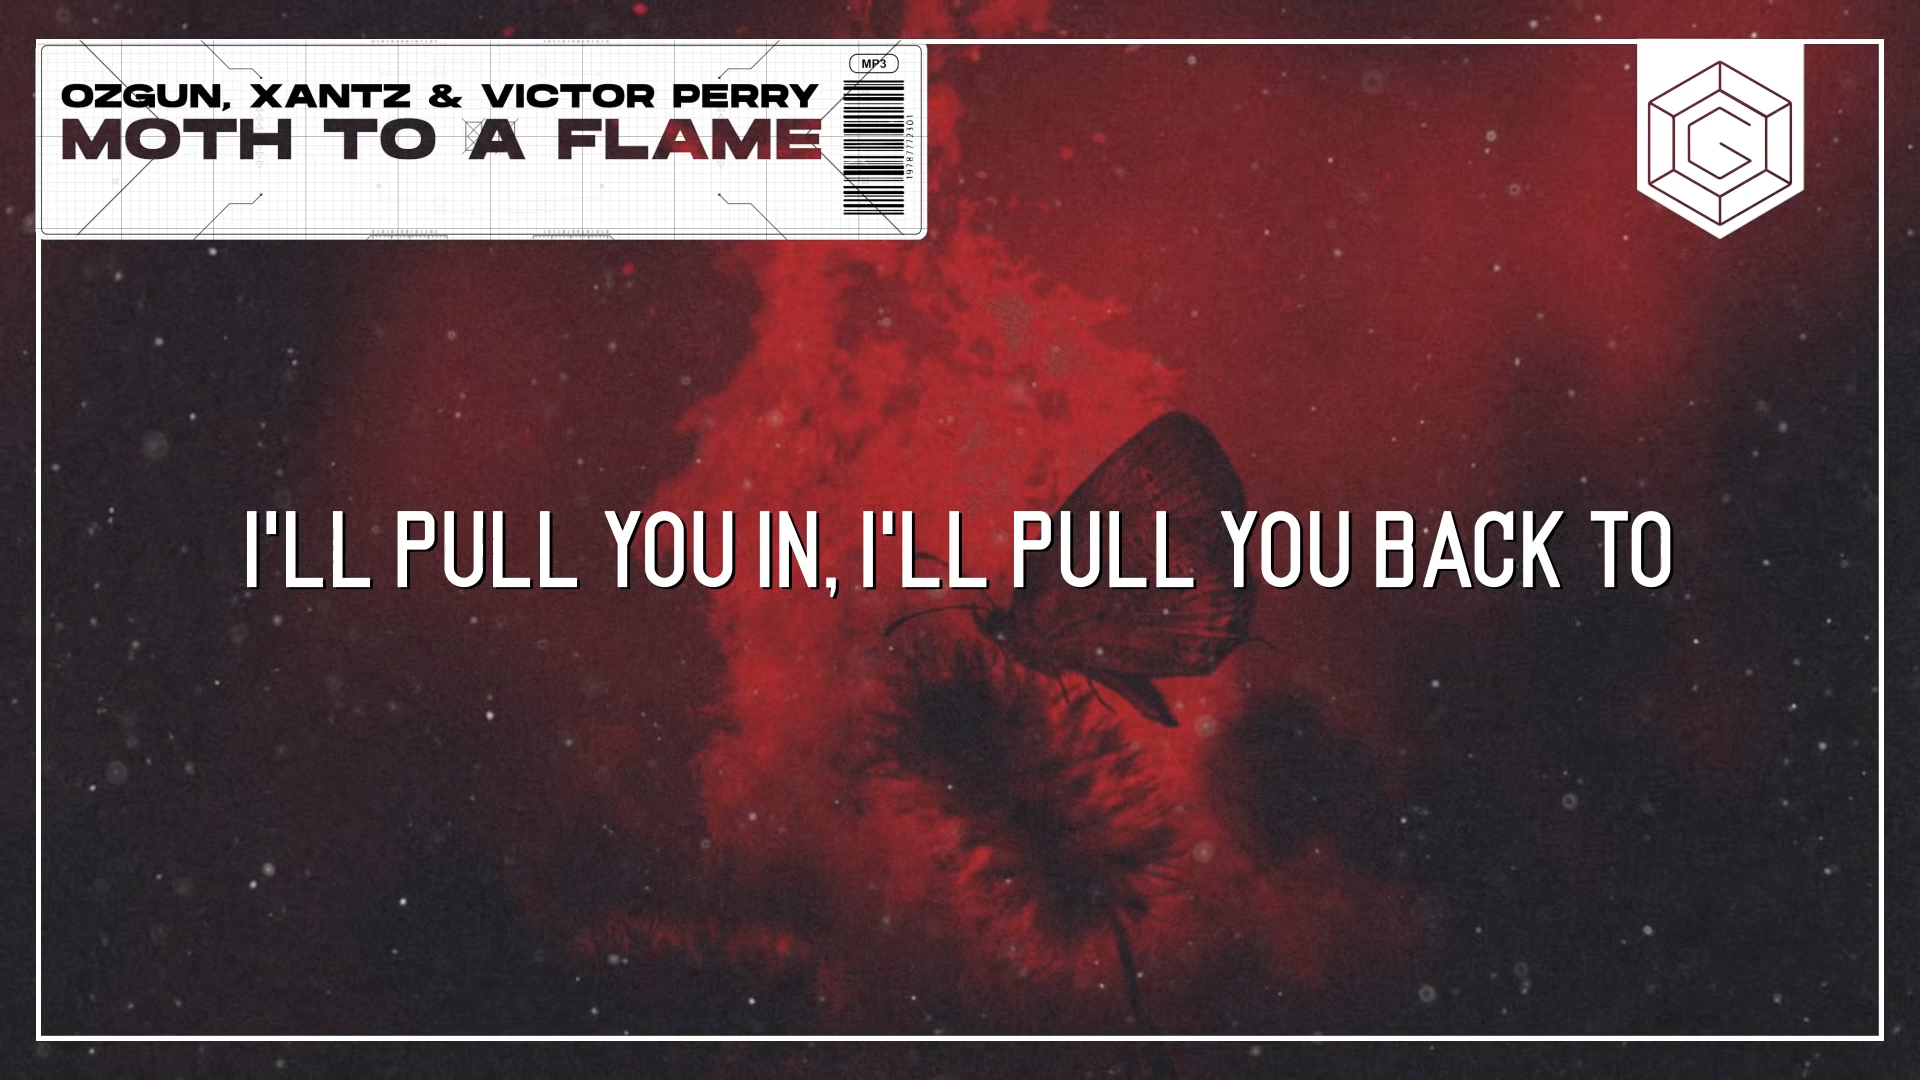 OZGUN, XANTZ & VICTOR PERRY
MOTH TO A FLAME
MP3
I'LL PULL YOU IN, I'LL PULL YOU BACK TO